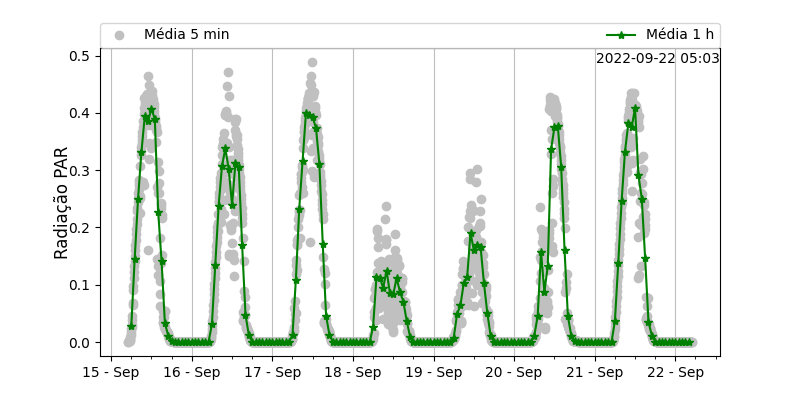 Média 5 min
Média 1 h
2022-09-22 05:03
Radiação PAR
0.5
0.4
0.3
0.2
0.1
0.0
15 - Sep
16 - Sep
17 - Sep
18 - Sep
19 - Sep
20 - Sep
21 - Sep
22 - Sep